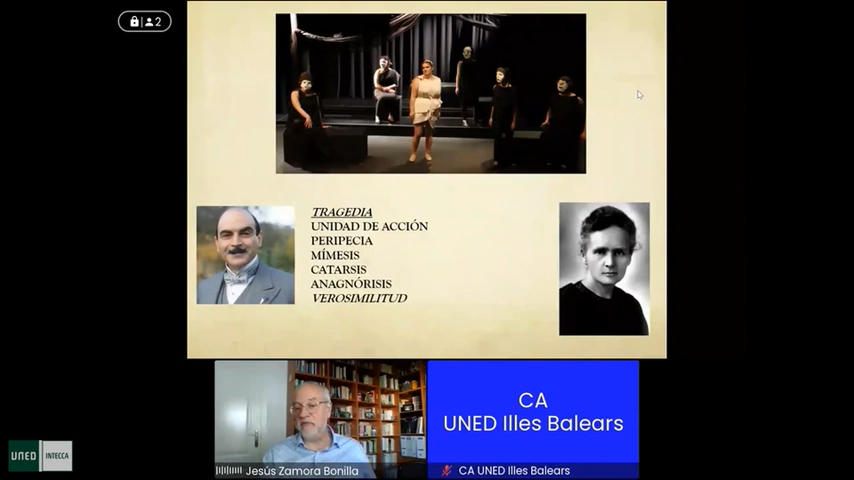 2
TRAGEDIA
UNIDAD DE ACCIÓN
PERIPECIA
MÍMESIS
CATARSIS
ANAGNÓRISIS
VEROSIMILITUD
CA
UNED Illes Balears
Jesús Zamora Bonilla
CA UNED Illes Balears
UNED INTECCA